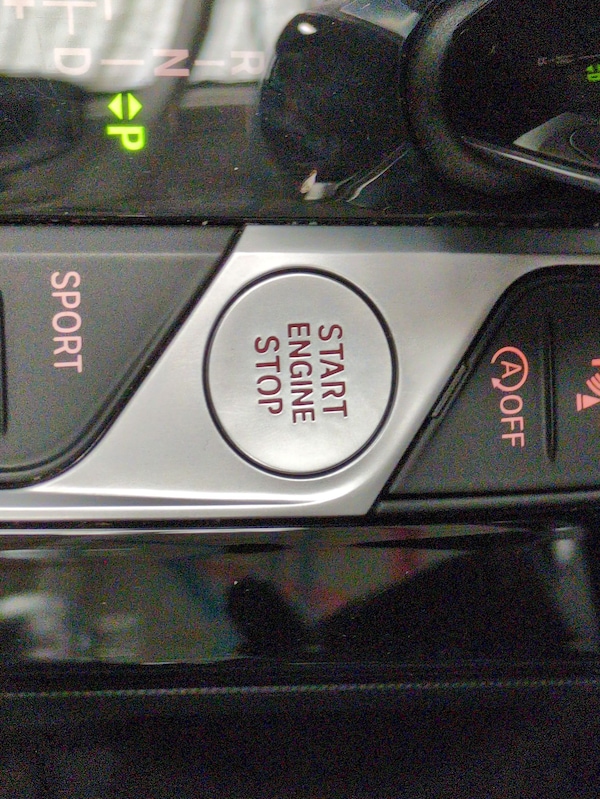 R
N
D
P
A OFF
START
ENGINE
STOP
SPORT